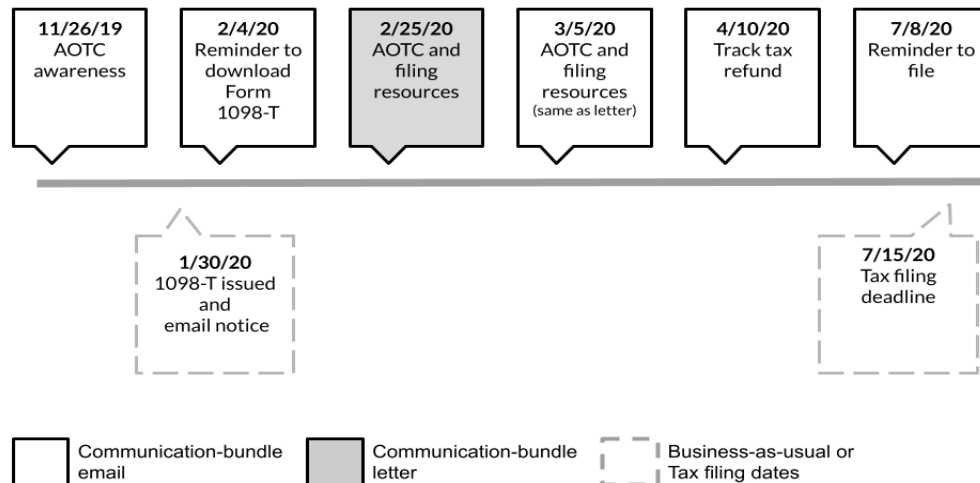 11/26/19
AOTC
awareness
2/4/20
Reminder to
download
Form
1098-T
2/25/20
AOTC and
filing
resources
3/5/20
AOTC and
filing
resources
(same as letter)
4/10/20
Track tax
refund
7/8/20
Reminder to
file
1/30/20
1098-T issued
and
email notice
7/15/20
Tax filing
deadline
Communication-bundle
email
Communication-bundle
letter
Business-as-usual or
Tax filing dates